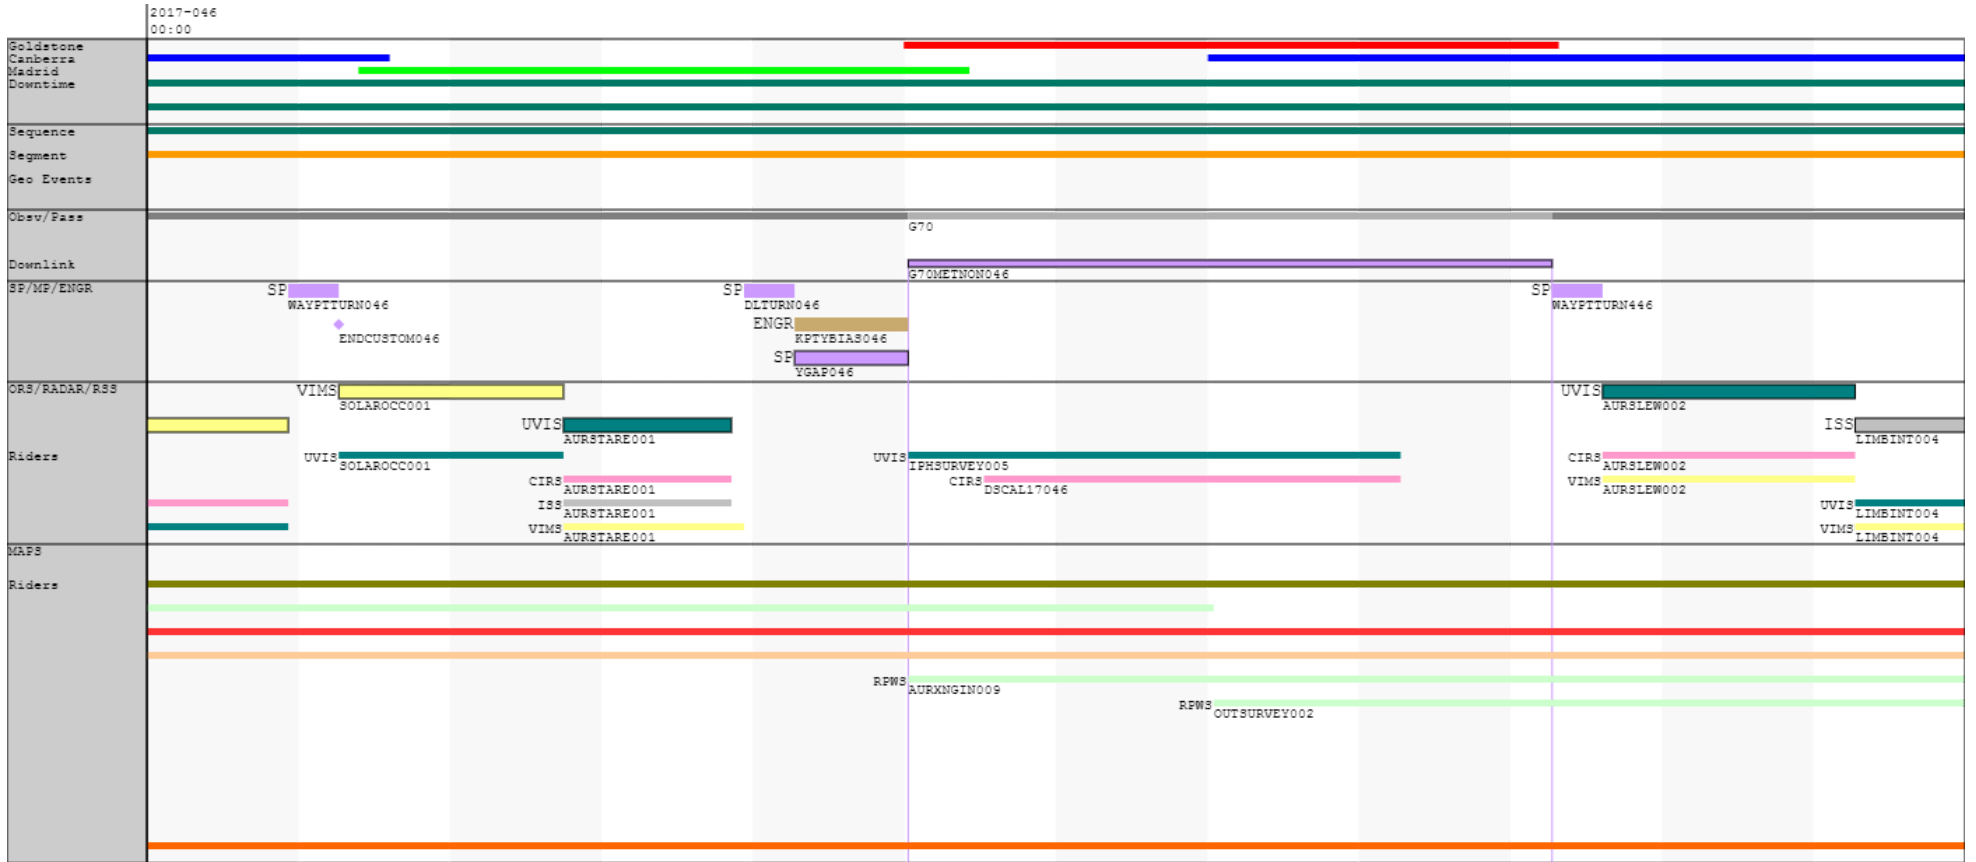 2017-046
00:00
Goldstone
Canberra
Madrid
Downtime
Sequence
Segment
Geo Events
Obsv/Pass
G70
Downlink
G70METNON046
SP/MP/ENGR
SP
WAYPTTURN046
SP
DLTURN046
SP
WAYPTTURN446
ENDCUSTOM046
ENGR
KPTYBIAS046
SP
YGAP046
ORS/RADAR/RSS
VIMS
SOLAROCC001
UVIS
AURSLEW002
UVIS
AURSTARE001
ISS
LIMBINT004
Riders
UVIS
SOLAROCC001
UVIS
IPHSURVEY005
CIRS
AURSLEW002
CIRS
AURSTARE001
CIRS
DSCAL17046
VIMS
AURSLEW002
ISS
AURSTARE001
UVIS
LIMBINT004
VIMS
AURSTARE001
VIMS
LIMBINT004
MAPS
Riders
RPWS
AURXNGIN009
RPWS
OUTSURVEY002